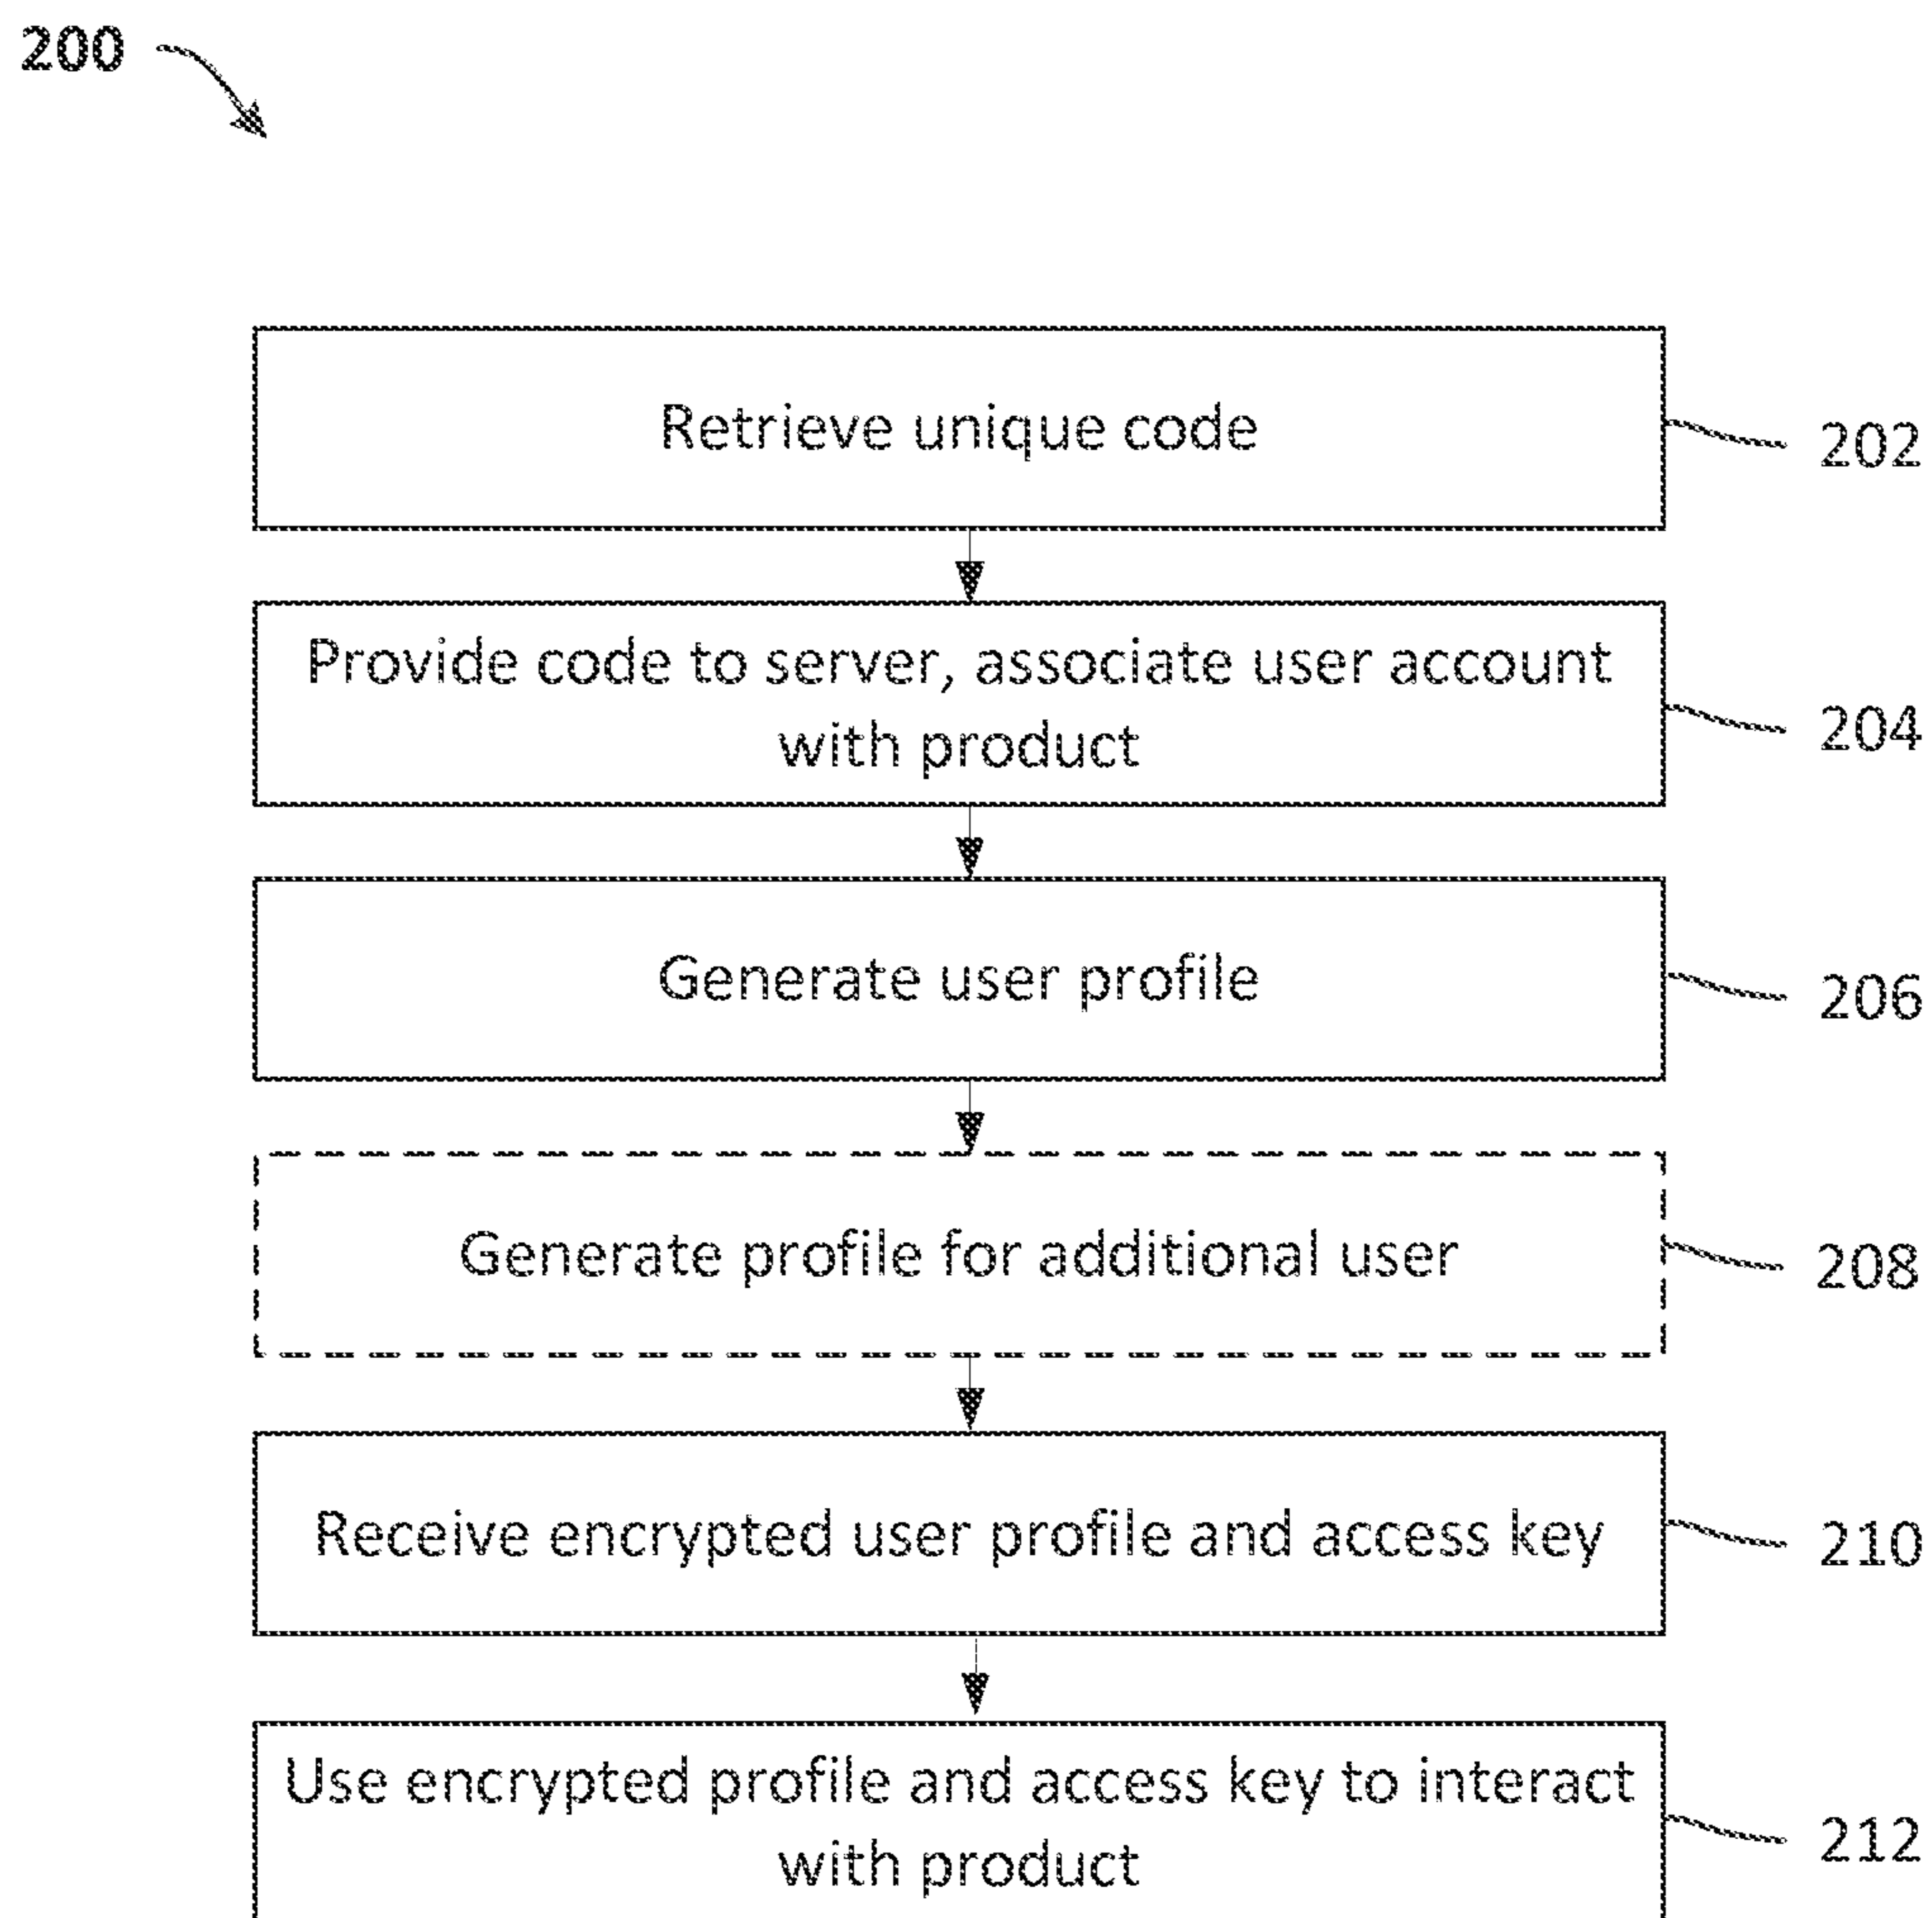 200
Retrieve unique code
202
Provide code to server, associate user account
with product
204
Generate user profile
206
Generate profile for additional user
208
Receive encrypted user profile and access key
210
Use encrypted profile and access key to interact
with product
212